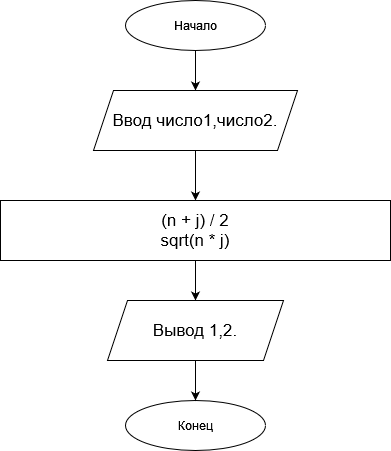 Начало
Ввод число1,число2.
(n + j) / 2
sqrt(n * j)
Вывод 1,2.
Конец